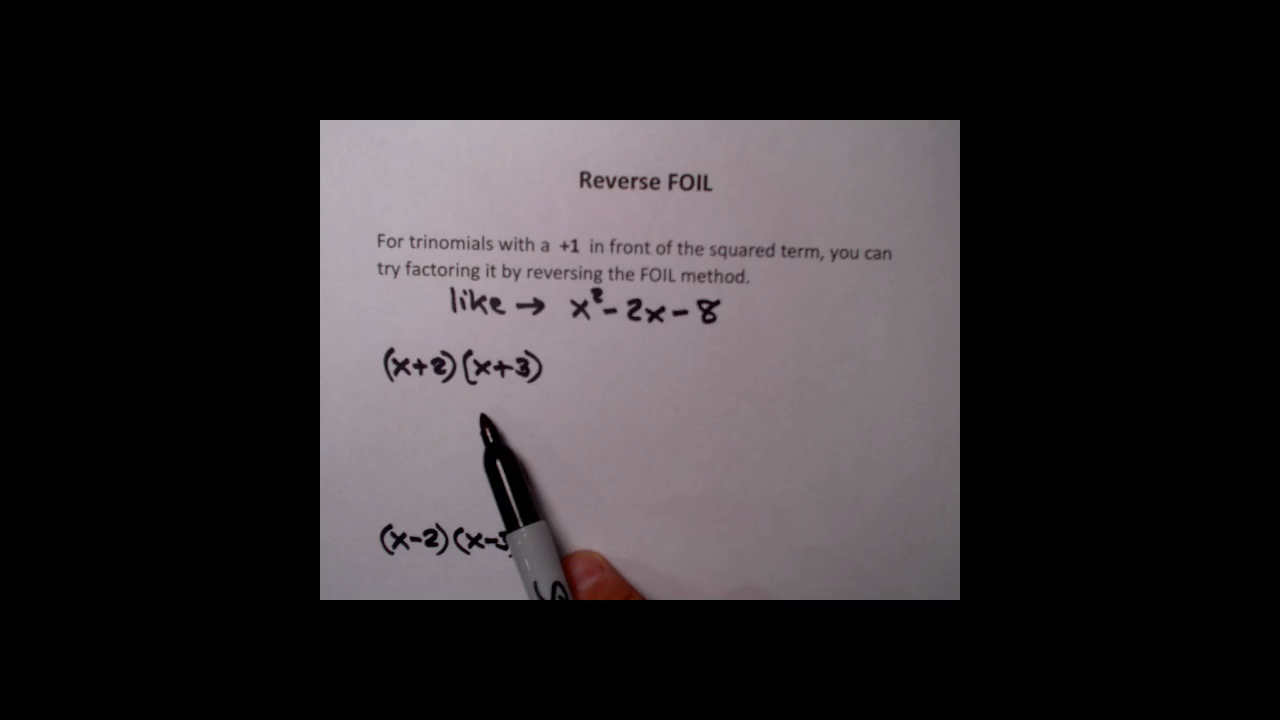 Reverse FOIL
For trinomials with a +1 in front of the squared term, you can
try factoring it by reversing the FOIL method.
like → x² - 2x - 8
(x+2)(x+3)
(x-2)(x-3